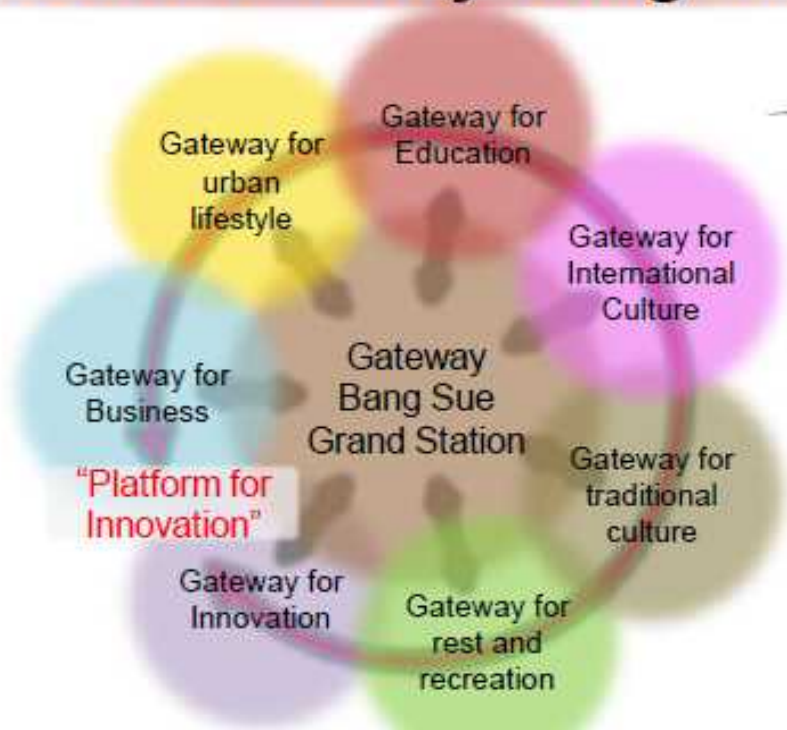 Gateway for
Education
Gateway for
urban
lifestyle
Gateway for
International
Culture
Gateway
Bang Sue
Grand Station
Gateway for
Business
Gateway for
traditional
culture
“Platform for
Innovation”
Gateway for
Innovation
Gateway for
rest and
recreation